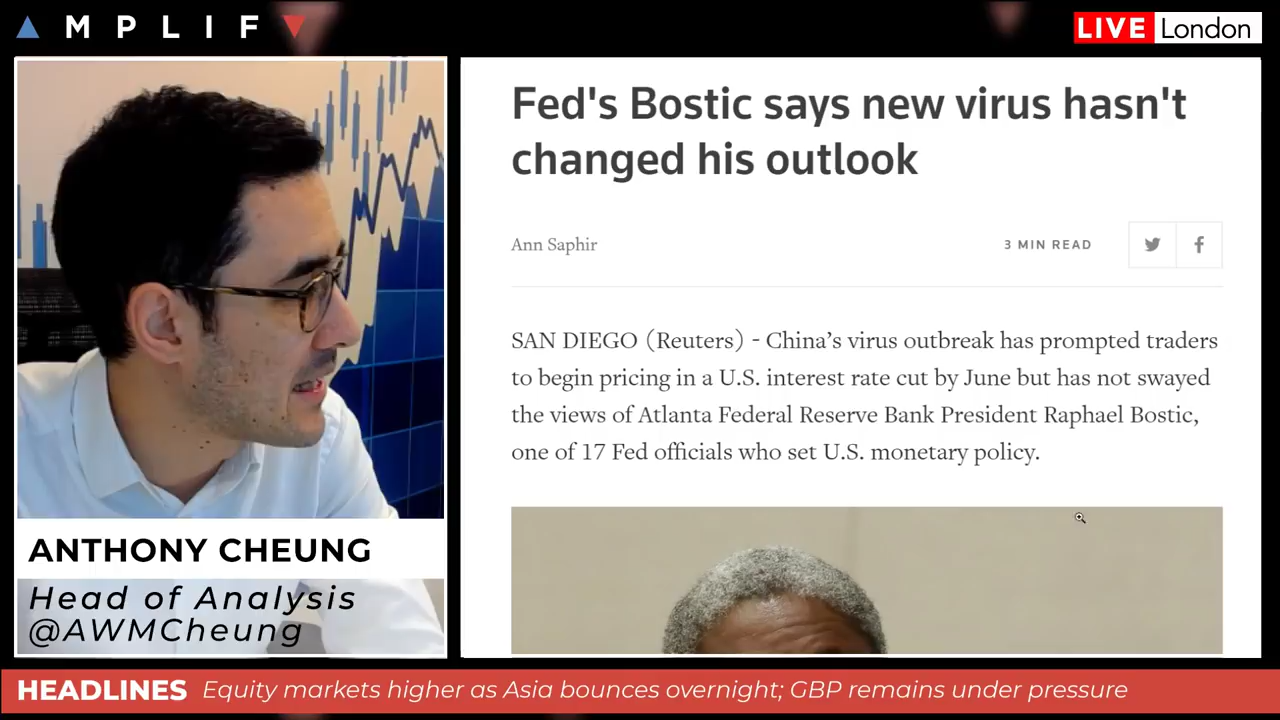 ▲ M P L I F ▼
LIVE London
Fed's Bostic says new virus hasn't
changed his outlook
Ann Saphir
3 MIN READ
SAN DIEGO (Reuters) - China’s virus outbreak has prompted traders
to begin pricing in a U.S. interest rate cut by June but has not swayed
the views of Atlanta Federal Reserve Bank President Raphael Bostic,
one of 17 Fed officials who set U.S. monetary policy.
ANTHONY CHEUNG
Head of Analysis
@AWMCheung
HEADLINES Equity markets higher as Asia bounces overnight; GBP remains under pressure